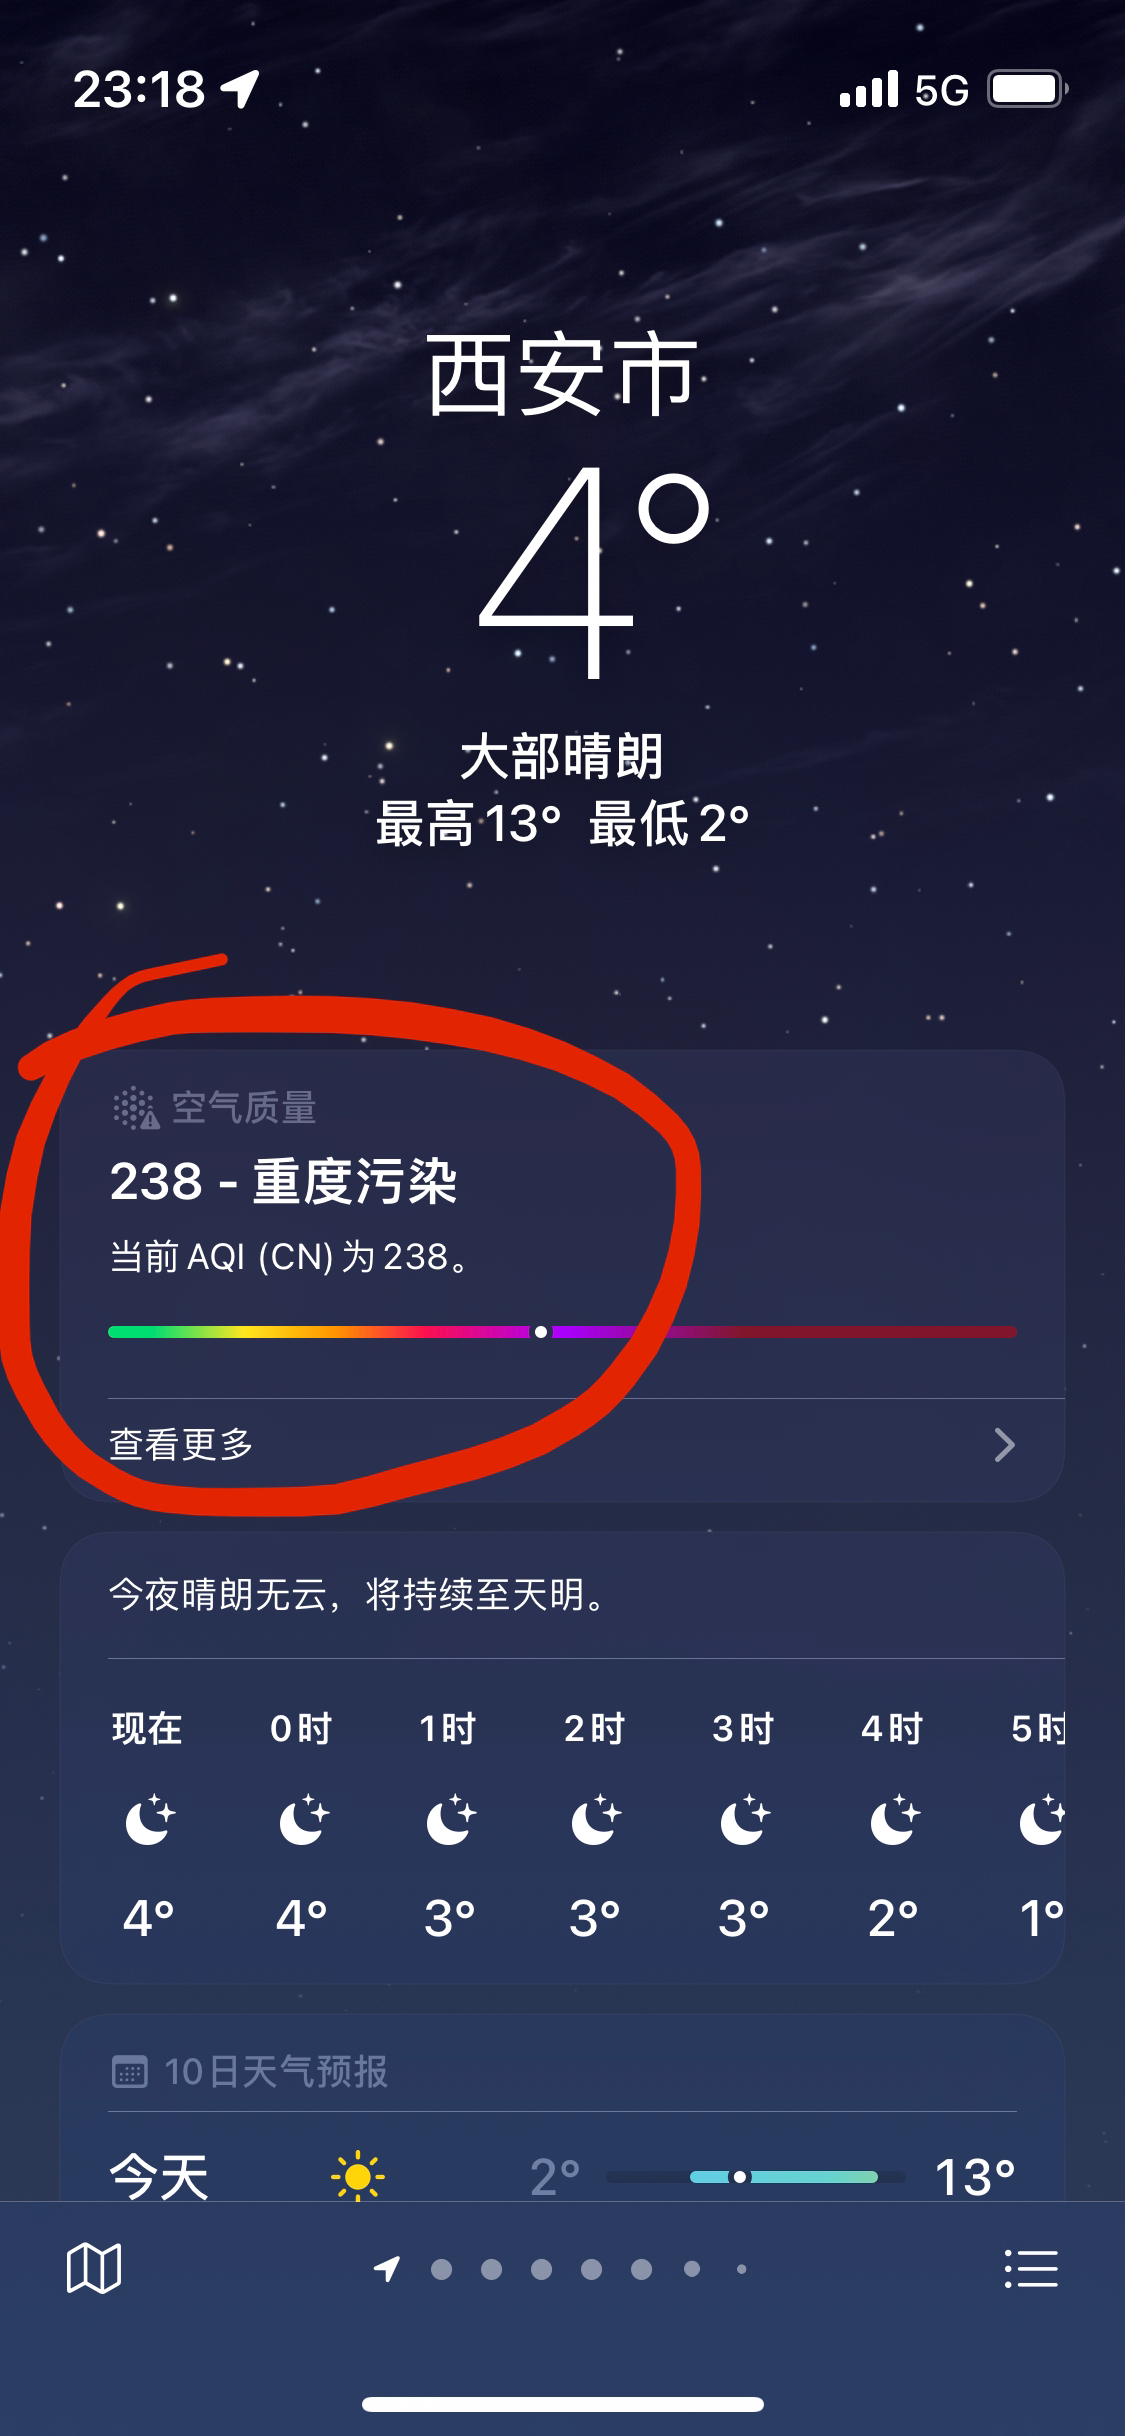 23:18 5G
西安市
4°
大部晴朗
最高13° 最低2°
空气质量
238 - 重度污染
当前 AQI (CN) 为 238。
查看更多
今夜晴朗无云，将持续至天明。
现在 0时 1时 2时 3时 4时 5时
4° 4° 3° 3° 3° 2° 1°
10日天气预报
今天 2° 13°